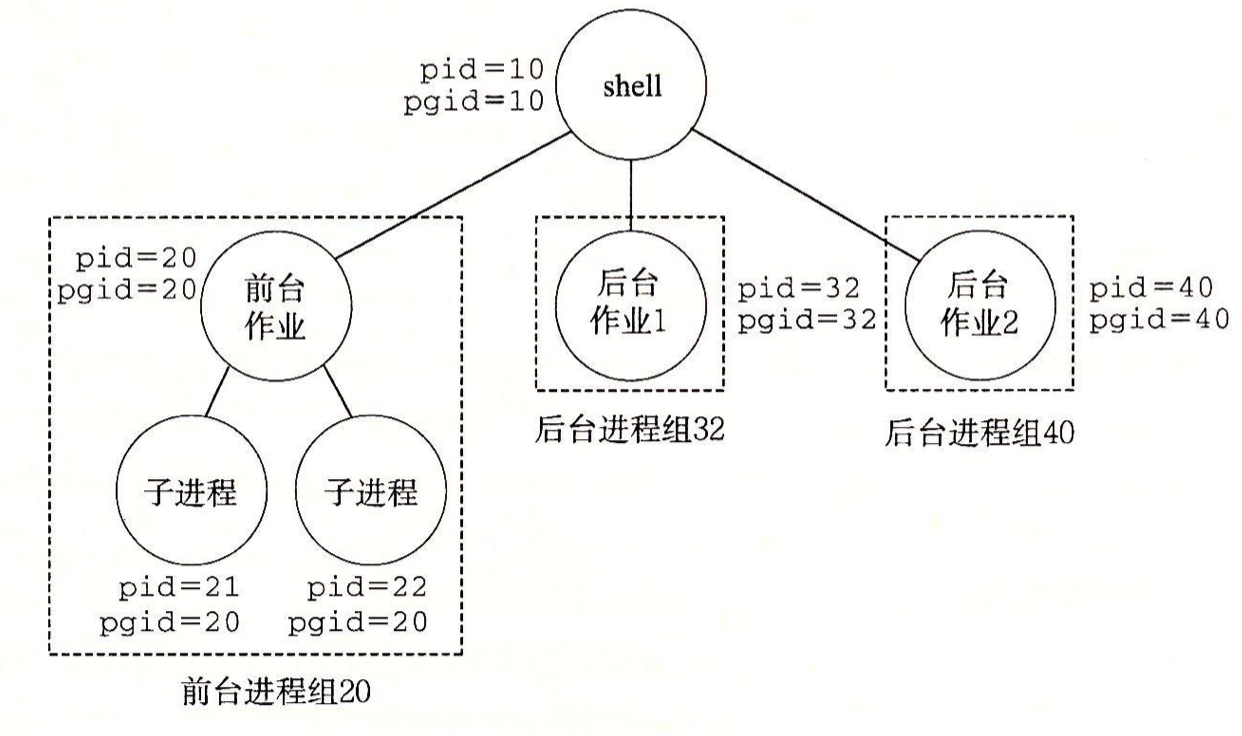 pid=10
pgid=10
shell
pid=20
pgid=20
前台
作业
后台
作业1
pid=32
pgid=32
后台
作业2
pid=40
pgid=40
后台进程组32
后台进程组40
子进程
子进程
pid=21
pgid=20
pid=22
pgid=20
前台进程组20